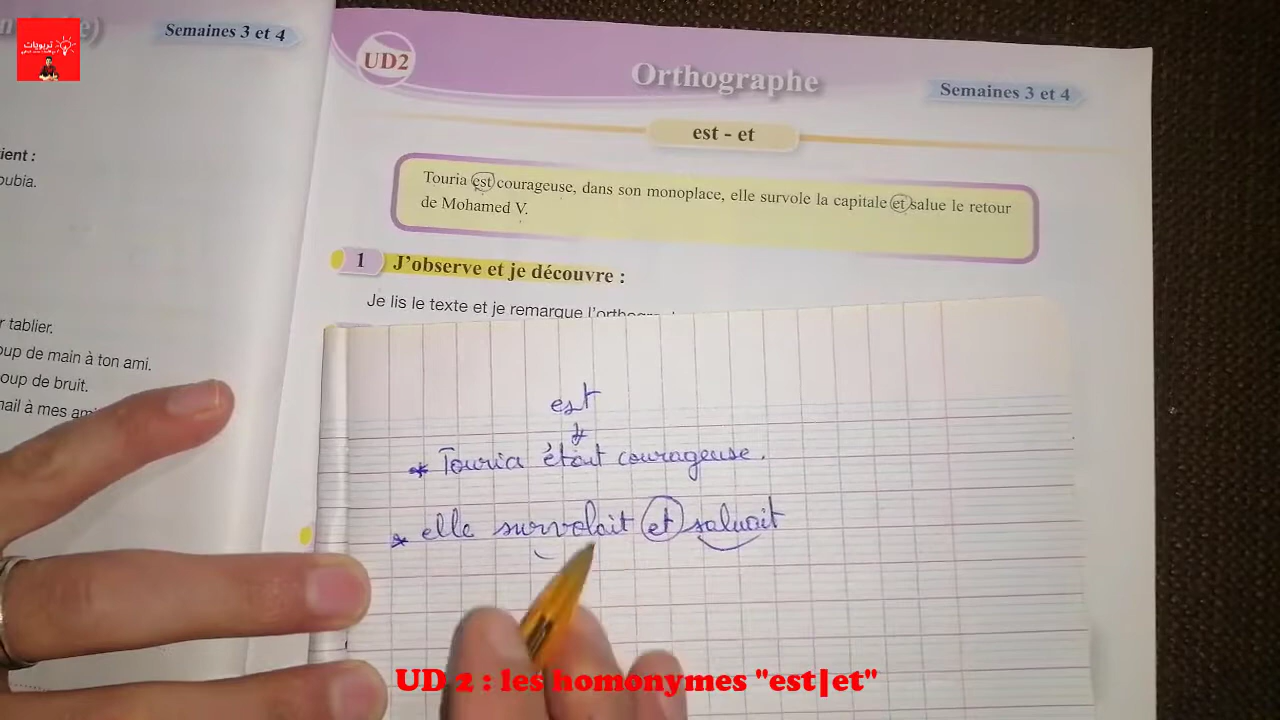 Semaines 3 et 4
ient :
oubia.
r tablier.
oup de main à ton ami.
oup de bruit.
nail à mes ami
تربويات
UD2
Orthographe
Semaines 3 et 4
est - et
Touria est courageuse, dans son monoplace, elle survole la capitale et salue le retour
de Mohamed V.
1 J'observe et je découvre :
Je lis le texte et je remarque l'orthogra
est
* Touria était courageuse.
* elle survolait et saluait
UD 2 : les homonymes "est|et"